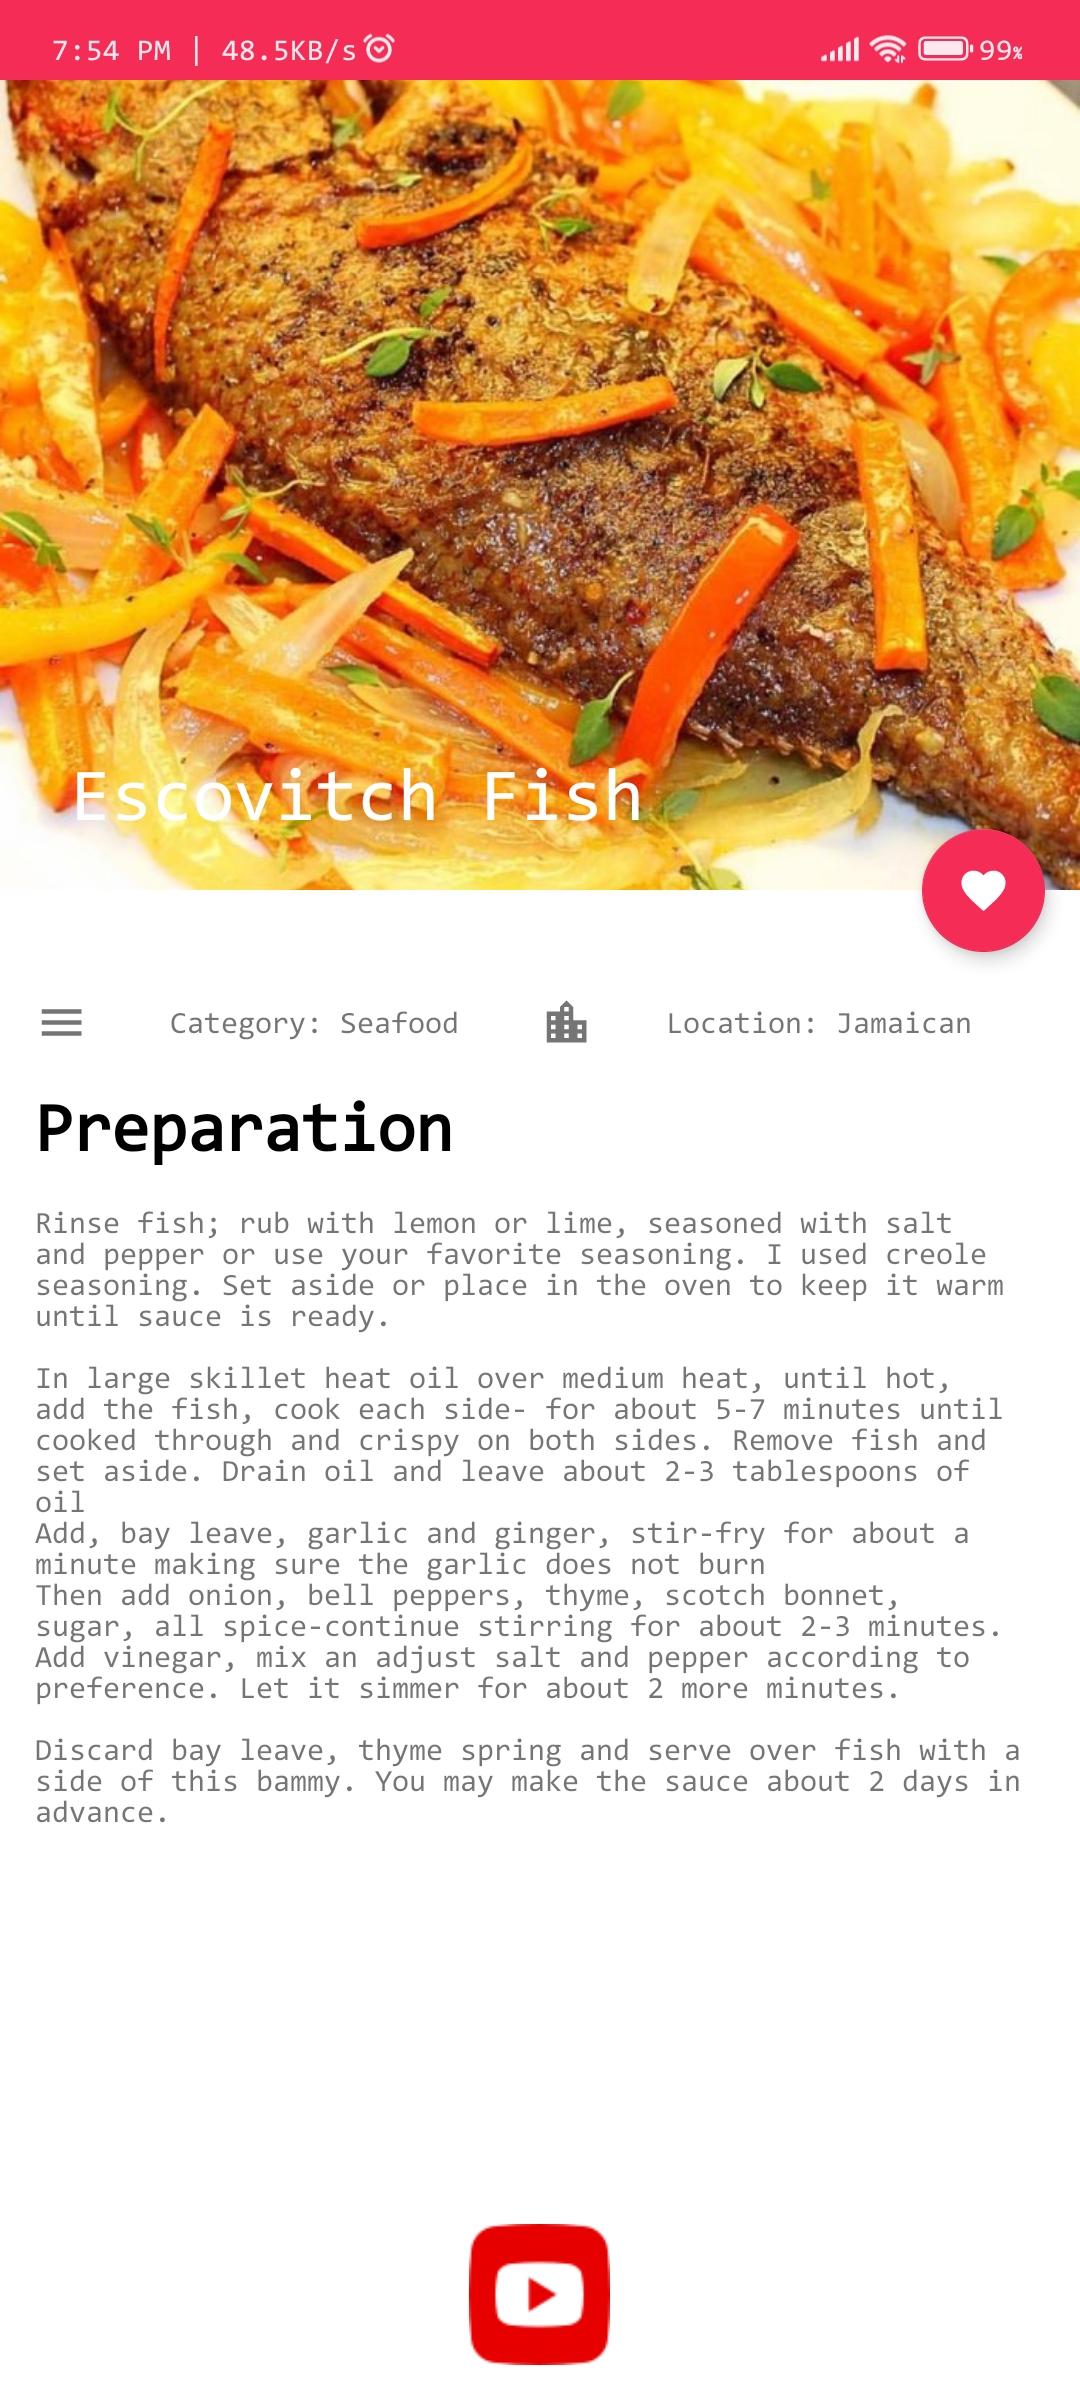 7:54 PM | 48.5KB/s
99%
Escovitch Fish
Category: Seafood
Location: Jamaican
Preparation
Rinse fish; rub with lemon or lime, seasoned with salt
and pepper or use your favorite seasoning. I used creole
seasoning. Set aside or place in the oven to keep it warm
until sauce is ready.
In large skillet heat oil over medium heat, until hot,
add the fish, cook each side- for about 5-7 minutes until
cooked through and crispy on both sides. Remove fish and
set aside. Drain oil and leave about 2-3 tablespoons of
oil
Add, bay leave, garlic and ginger, stir-fry for about a
minute making sure the garlic does not burn
Then add onion, bell peppers, thyme, scotch bonnet,
sugar, all spice-continue stirring for about 2-3 minutes.
Add vinegar, mix an adjust salt and pepper according to
preference. Let it simmer for about 2 more minutes.
Discard bay leave, thyme spring and serve over fish with a
side of this bammy. You may make the sauce about 2 days in
advance.